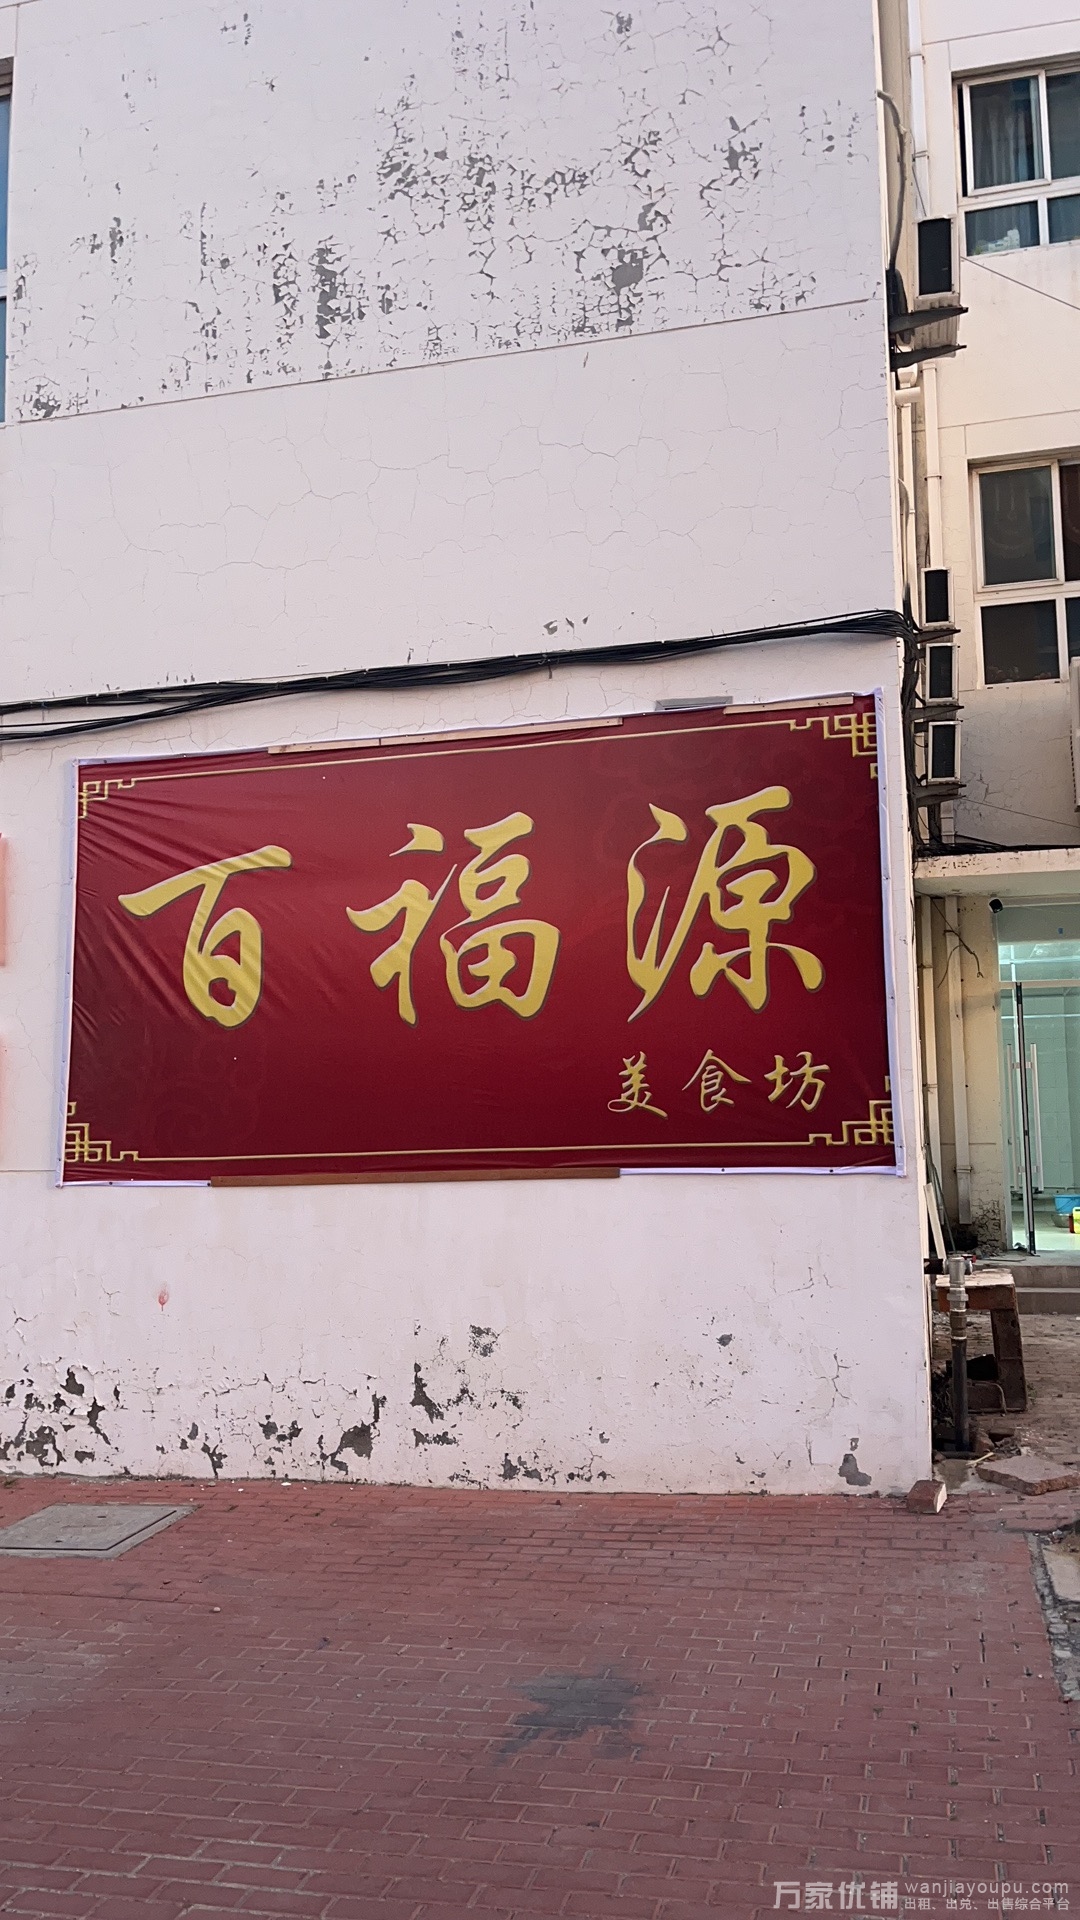 百福源
美食坊
万家优铺 wanjiayoupu.com
出租、出兑、出售综合平台